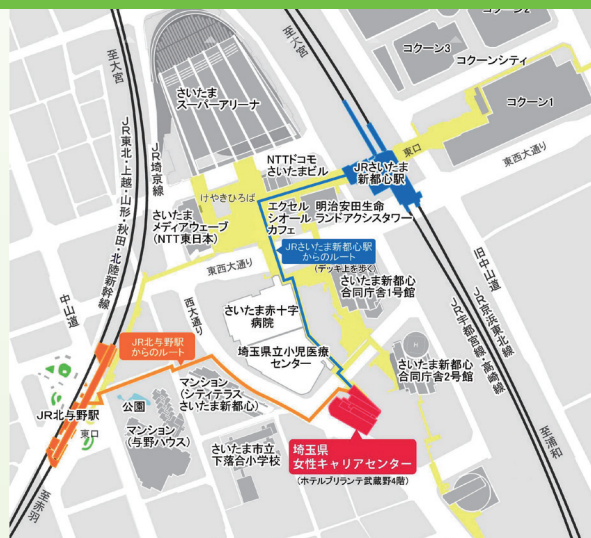 コクーン2
至大宮
至大宮
コクーン3
コクーンシティ
さいたま
スーパーアリーナ
コクーン1
JR東北・上越・山形・秋田・北陸新幹線
JR埼京線
東口
NTTドコモ
さいたまビル
JRさいたま
新都心駅
東西大通り
けやきひろば
エクセル
シオール
カフェ
明治安田生命
ランドアクシスタワー
さいたま
メディアウェーブ
(NTT東日本)
JRさいたま新都心駅
からのルート
(デッキ上を歩く)
旧中山道
東西大通り
さいたま新都心
合同庁舎1号館
中山道
西大通り
さいたま赤十字
病院
JR京浜東北線
JR宇都宮線・高崎線
JR北与野駅
からのルート
埼玉県立小児医療
センター
さいたま新都心
合同庁舎2号館
JR北与野駅
公園
マンション
(シティテラス
さいたま新都心)
東口
マンション
(与野ハウス)
さいたま市立
下落合小学校
埼玉県
女性キャリアセンター
(ホテルブリランテ武蔵野4階)
至浦和
至赤羽